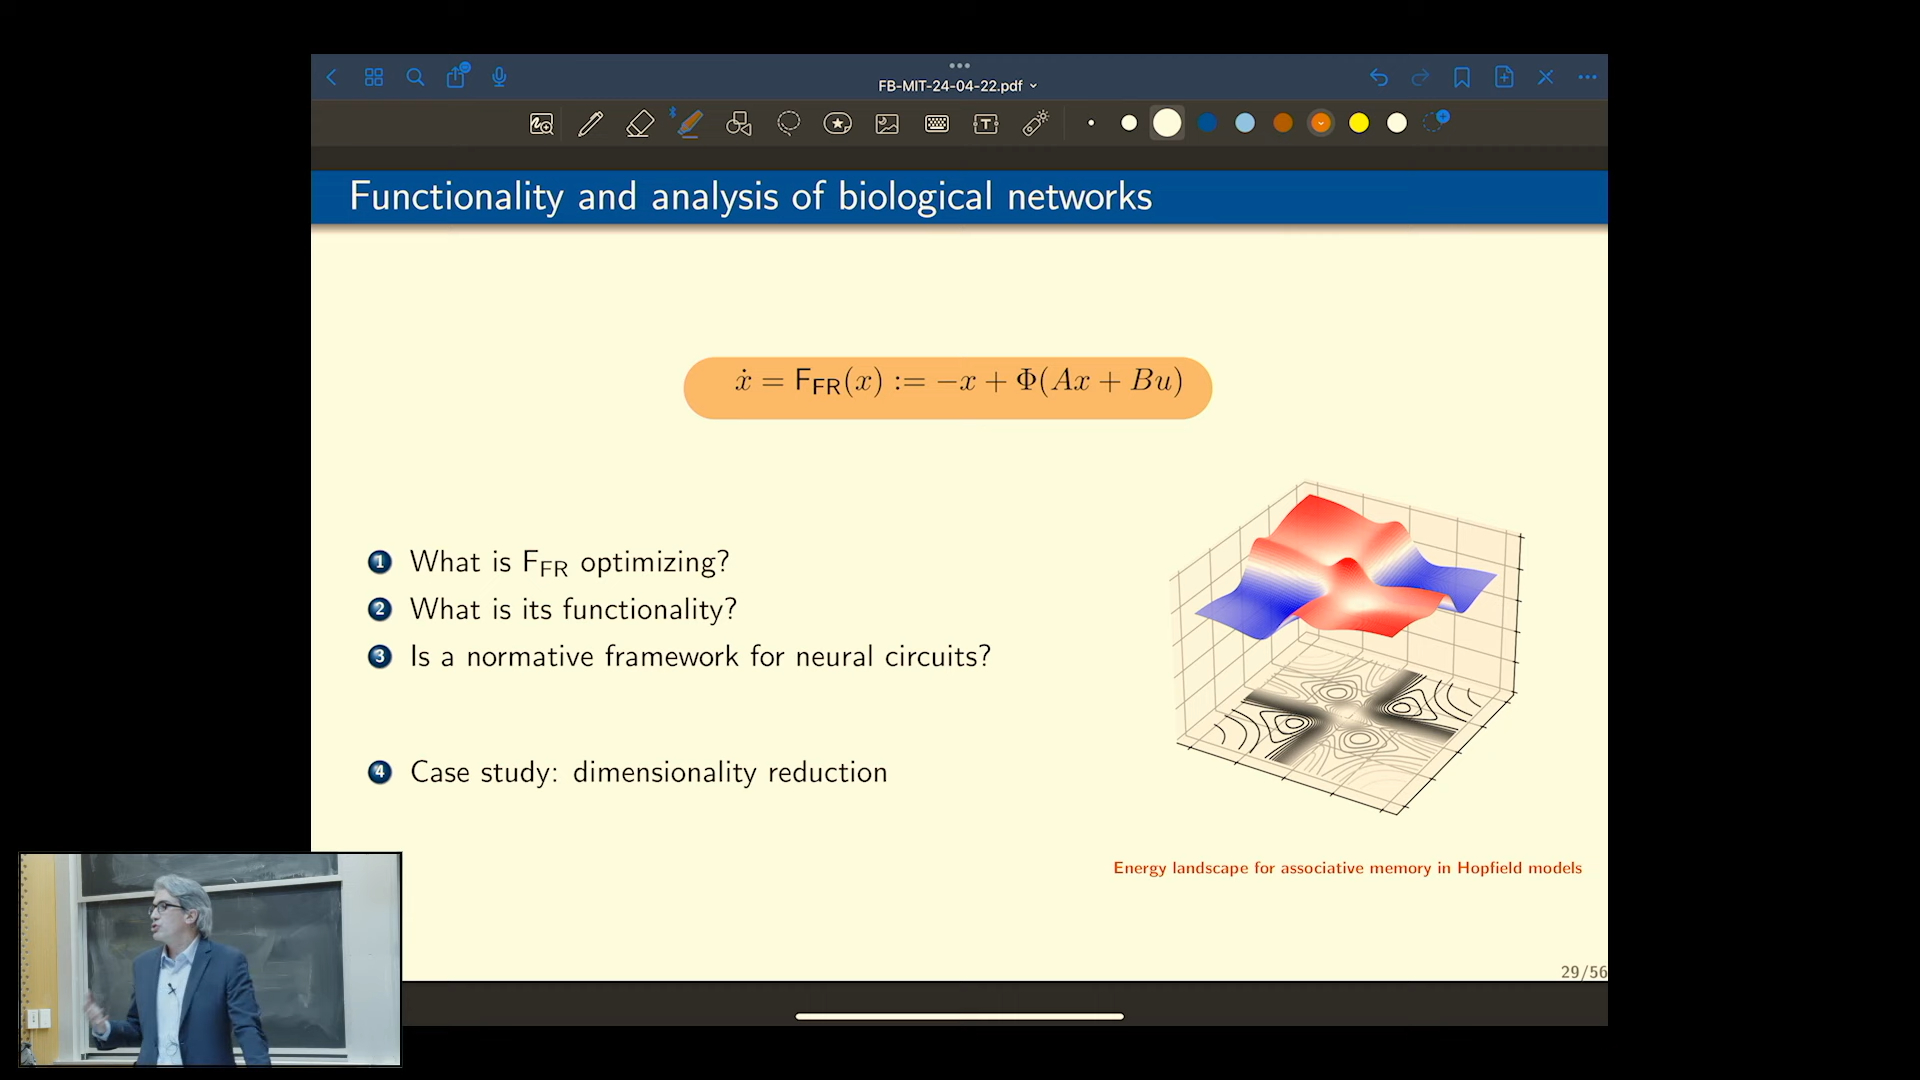 FB-MIT-24-04-22.pdf
Functionality and analysis of biological networks
ẋ = F_FR(x) := −x + Φ(Ax + Bu)
1 What is F_FR optimizing?
2 What is its functionality?
3 Is a normative framework for neural circuits?
4 Case study: dimensionality reduction
Energy landscape for associative memory in Hopfield models
29/56